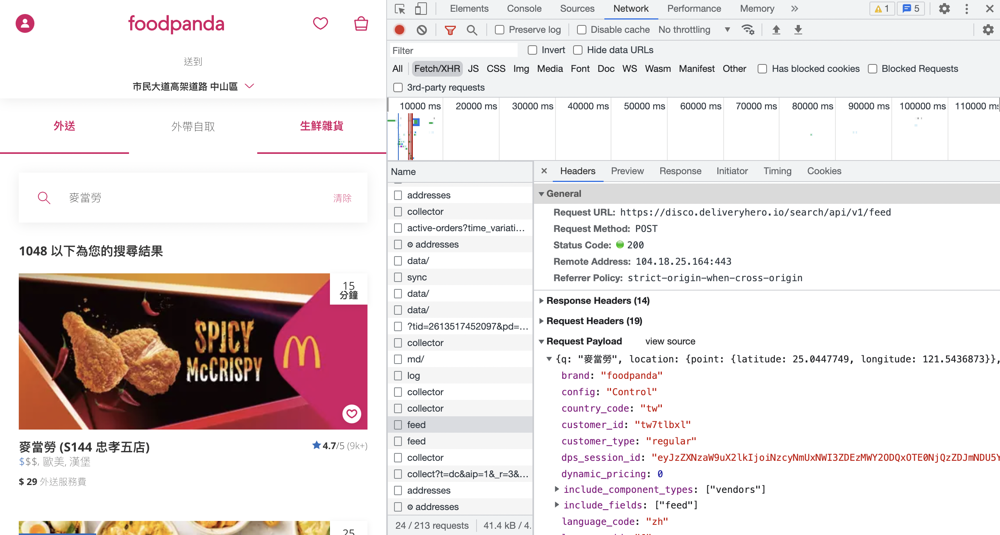 foodpanda
送到
市民大道高架道路 中山區
外送
外帶自取
生鮮雜貨
麥當勞
清除
1048 以下為您的搜尋結果
15
分鐘
SPICY
McCRISPY
麥當勞 (S144 忠孝五店)
4.7/5 (9k+)
$$$, 歐美, 漢堡
$ 29 外送服務費
25
Elements Console Sources Network Performance Memory
1 5
Preserve log Disable cache No throttling
Filter Invert Hide data URLs
All Fetch/XHR JS CSS Img Media Font Doc WS Wasm Manifest Other Has blocked cookies Blocked Requests
3rd-party requests
10000 ms 20000 ms 30000 ms 40000 ms 50000 ms 60000 ms 70000 ms 80000 ms 90000 ms 100000 ms 110000 ms
Name
addresses
collector
active-orders?time_variati…
addresses
data/
sync
data/
data/
?tid=2613517452097&pd=…
collector
md/
log
collector
collector
feed
feed
collector
collect?t=dc&aip=1&_r=3&…
addresses
addresses
24 / 213 requests 41.4 kB / 4.
Headers Preview Response Initiator Timing Cookies
General
Request URL: https://disco.deliveryhero.io/search/api/v1/feed
Request Method: POST
Status Code: 200
Remote Address: 104.18.25.164:443
Referrer Policy: strict-origin-when-cross-origin
Response Headers (14)
Request Headers (19)
Request Payload view source
{q: "麥當勞", location: {point: {latitude: 25.0447749, longitude: 121.5436873}},
brand: "foodpanda"
config: "Control"
country_code: "tw"
customer_id: "tw7tlbxl"
customer_type: "regular"
dps_session_id: "eyJzZXNzaW9uX2lkIjoiNzcyNmUxNWI3ZDEzMWY2ODQxOTE0NjQzZDJmNDU5Y
dynamic_pricing: 0
include_component_types: ["vendors"]
include_fields: ["feed"]
language_code: "zh"